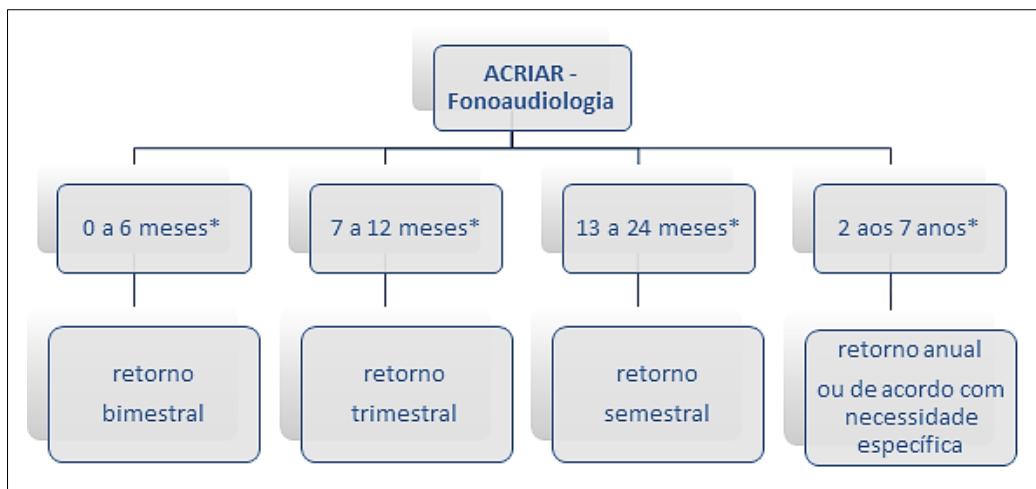 ACRIAR -
Fonoaudiologia
0 a 6 meses*
7 a 12 meses*
13 a 24 meses*
2 aos 7 anos*
retorno
bimestral
retorno
trimestral
retorno
semestral
retorno anual
ou de acordo com
necessidade
específica